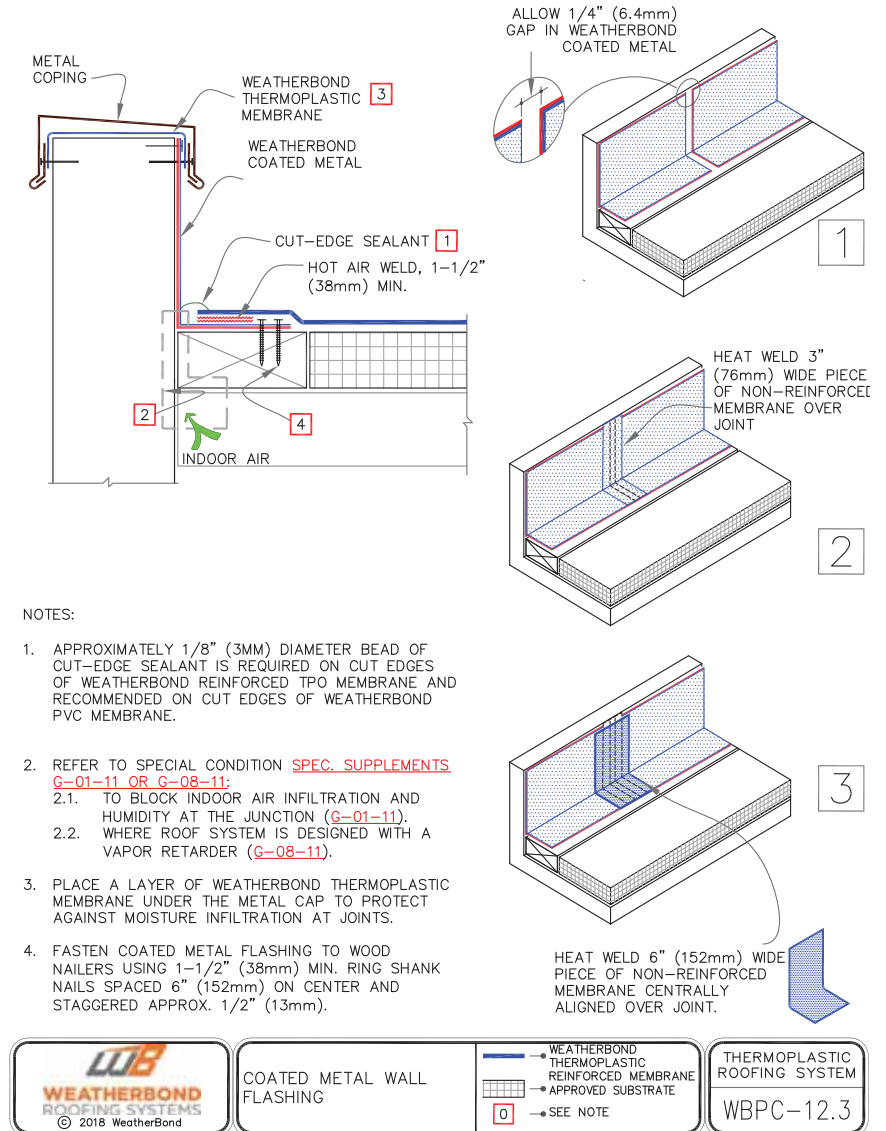 METAL
COPING
WEATHERBOND
THERMOPLASTIC
MEMBRANE
3
WEATHERBOND
COATED METAL
CUT-EDGE SEALANT 1
HOT AIR WELD, 1-1/2"
(38mm) MIN.
2
4
INDOOR AIR
ALLOW 1/4" (6.4mm)
GAP IN WEATHERBOND
COATED METAL
1
HEAT WELD 3"
(76mm) WIDE PIECE
OF NON-REINFORCED
MEMBRANE OVER
JOINT
2
3
HEAT WELD 6" (152mm) WIDE
PIECE OF NON-REINFORCED
MEMBRANE CENTRALLY
ALIGNED OVER JOINT.
NOTES:
1. APPROXIMATELY 1/8" (3MM) DIAMETER BEAD OF
CUT-EDGE SEALANT IS REQUIRED ON CUT EDGES
OF WEATHERBOND REINFORCED TPO MEMBRANE AND
RECOMMENDED ON CUT EDGES OF WEATHERBOND
PVC MEMBRANE.
2. REFER TO SPECIAL CONDITION SPEC. SUPPLEMENTS
G-01-11 OR G-08-11:
2.1. TO BLOCK INDOOR AIR INFILTRATION AND
HUMIDITY AT THE JUNCTION (G-01-11).
2.2. WHERE ROOF SYSTEM IS DESIGNED WITH A
VAPOR RETARDER (G-08-11).
3. PLACE A LAYER OF WEATHERBOND THERMOPLASTIC
MEMBRANE UNDER THE METAL CAP TO PROTECT
AGAINST MOISTURE INFILTRATION AT JOINTS.
4. FASTEN COATED METAL FLASHING TO WOOD
NAILERS USING 1-1/2" (38mm) MIN. RING SHANK
NAILS SPACED 6" (152mm) ON CENTER AND
STAGGERED APPROX. 1/2" (13mm).
WB
WEATHERBOND
ROOFING SYSTEMS
© 2018 WeatherBond
COATED METAL WALL
FLASHING
WEATHERBOND
THERMOPLASTIC
REINFORCED MEMBRANE
APPROVED SUBSTRATE
0 SEE NOTE
THERMOPLASTIC
ROOFING SYSTEM
WBPC-12.3